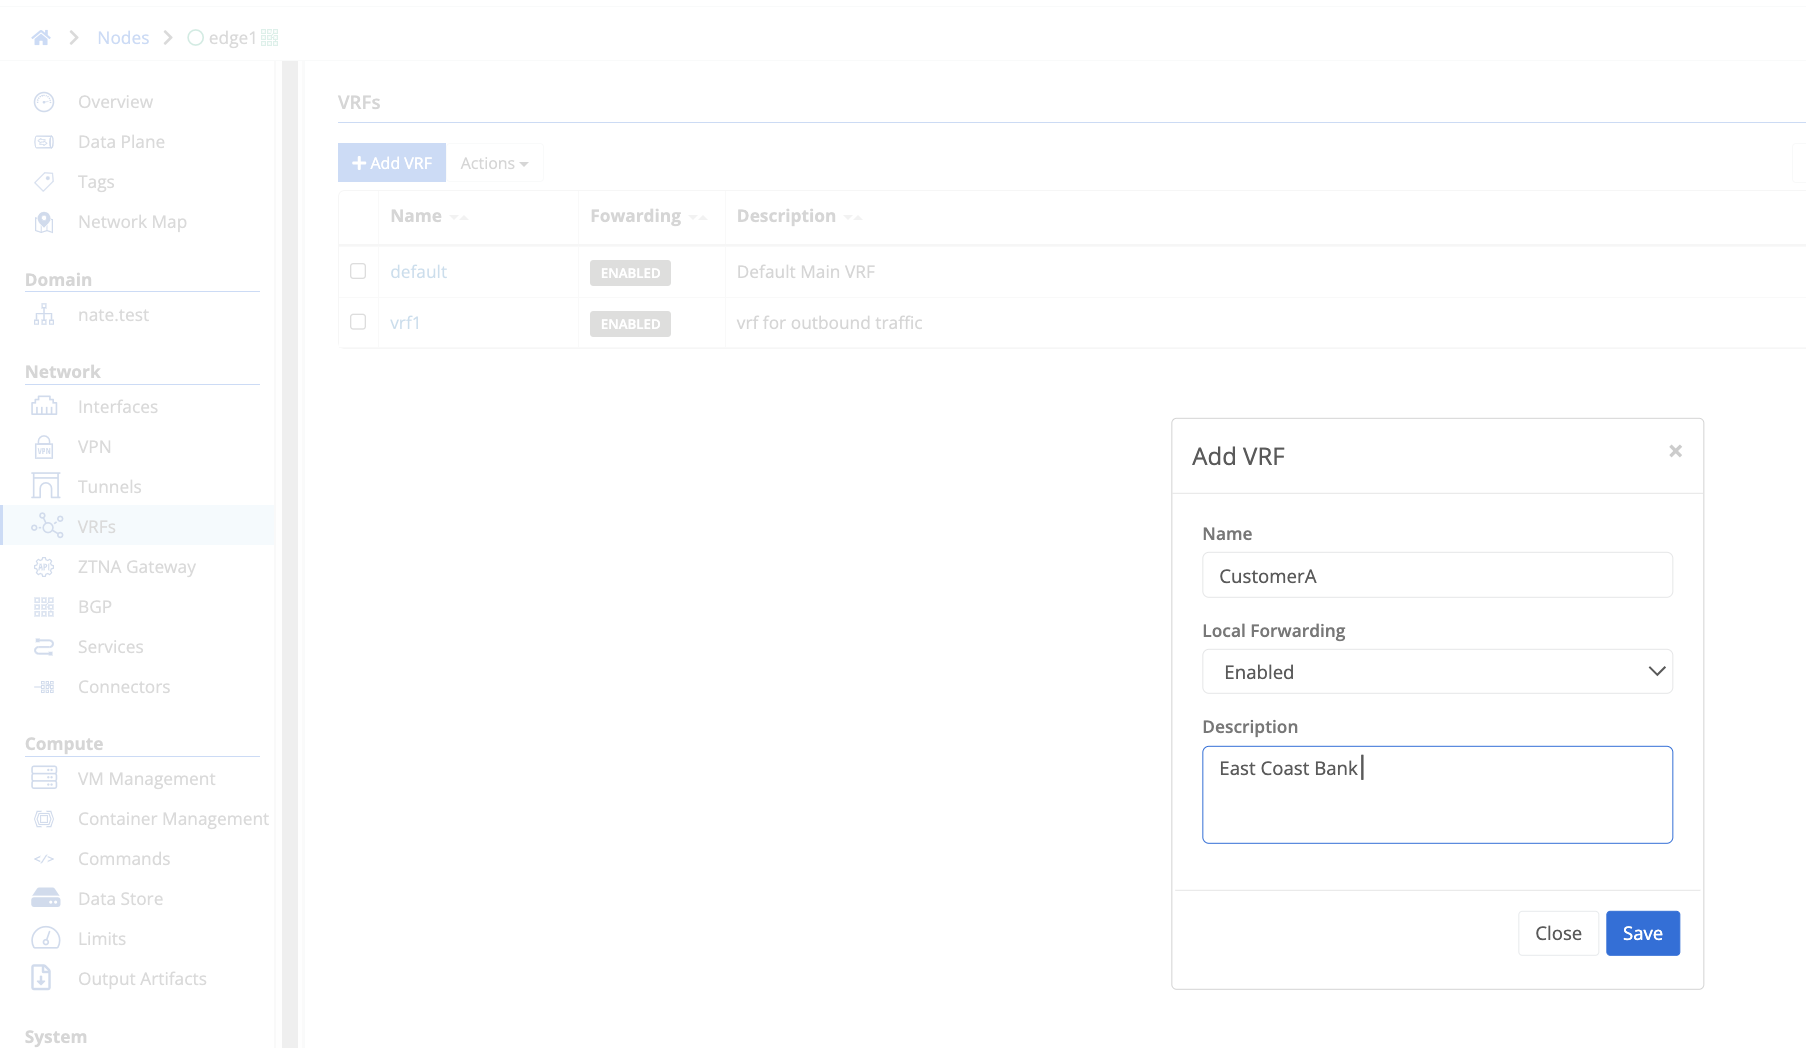 Nodes edge1
Overview
Data Plane
Tags
Network Map
Domain
nate.test
Network
Interfaces
VPN
Tunnels
VRFs
ZTNA Gateway
BGP
Services
Connectors
Compute
VM Management
Container Management
Commands
Data Store
Limits
Output Artifacts
System
VRFs
Add VRF Actions
Name Fowarding Description
default ENABLED Default Main VRF
vrf1 ENABLED vrf for outbound traffic
Add VRF
Name
CustomerA
Local Forwarding
Enabled
Description
East Coast Bank
Close Save